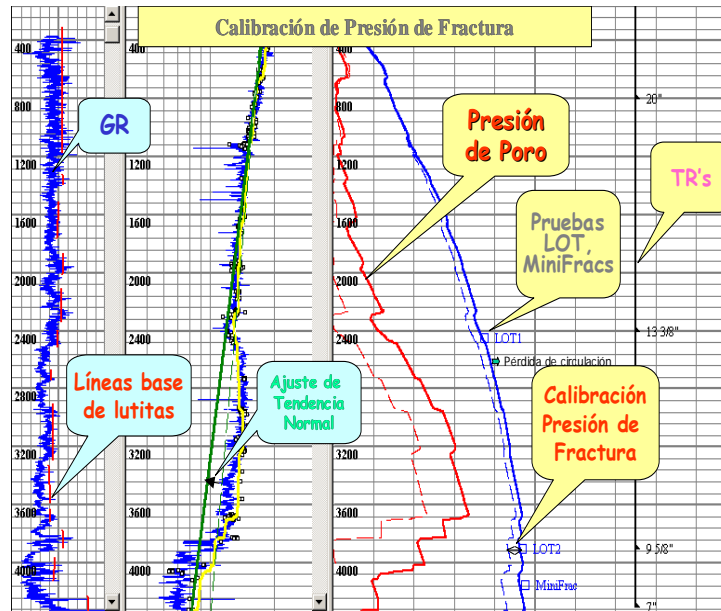 Calibración de Presión de Fractura
400
800
1200
1600
2000
2400
2800
3200
3600
4000
GR
Líneas base
de lutitas
400
800
1200
1600
2000
2400
2800
3200
3600
4000
Ajuste de
Tendencia
Normal
400
800
1200
1600
2000
2400
2800
3200
3600
4000
Presión
de Poro
Pruebas
LOT,
MiniFracs
TR's
LOT1
Pérdida de circulación
Calibración
Presión de
Fractura
LOT2
MiniFrac
20"
13 3/8"
9 5/8"
7"